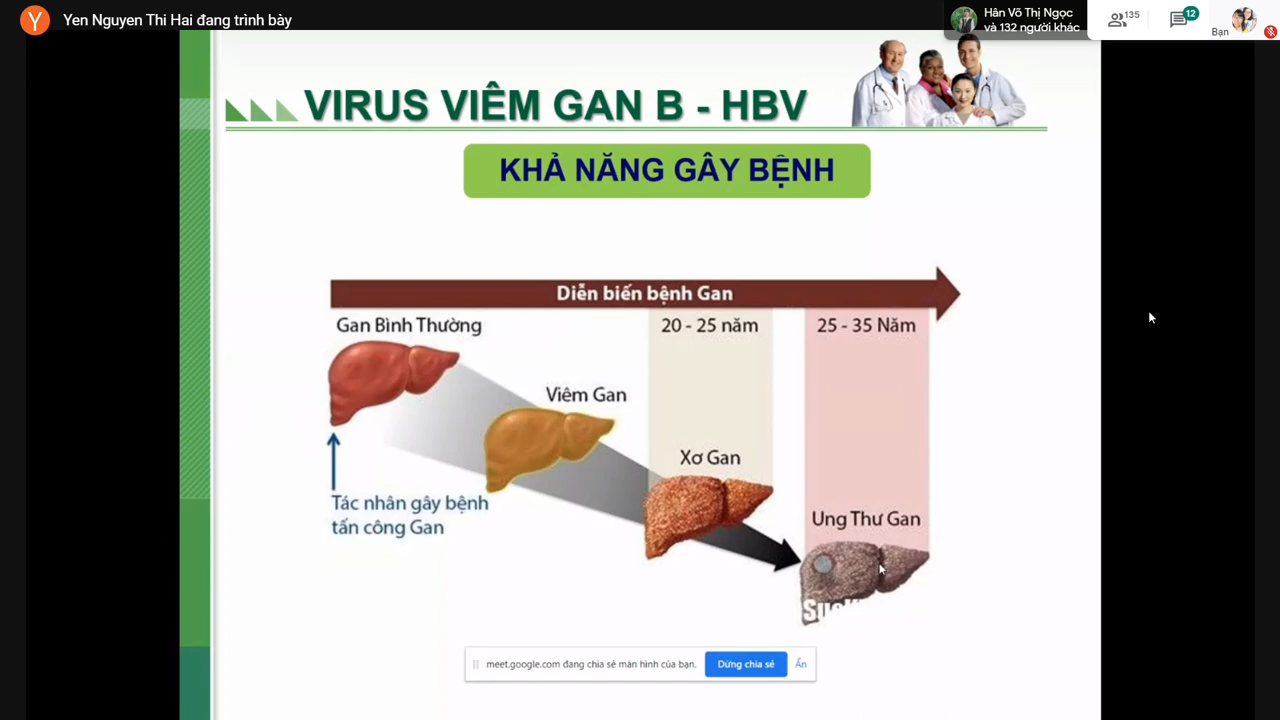 Y
Yen Nguyen Thi Hai đang trình bày
Hân Võ Thị Ngọc
và 132 người khác
135
12
Bạn
VIRUS VIÊM GAN B - HBV
KHẢ NĂNG GÂY BỆNH
Diễn biến bệnh Gan
Gan Bình Thường
20 - 25 năm
25 - 35 Năm
Viêm Gan
Xơ Gan
Tác nhân gây bệnh
tấn công Gan
Ung Thư Gan
meet.google.com đang chia sẻ màn hình của bạn.
Dừng chia sẻ
Ẩn